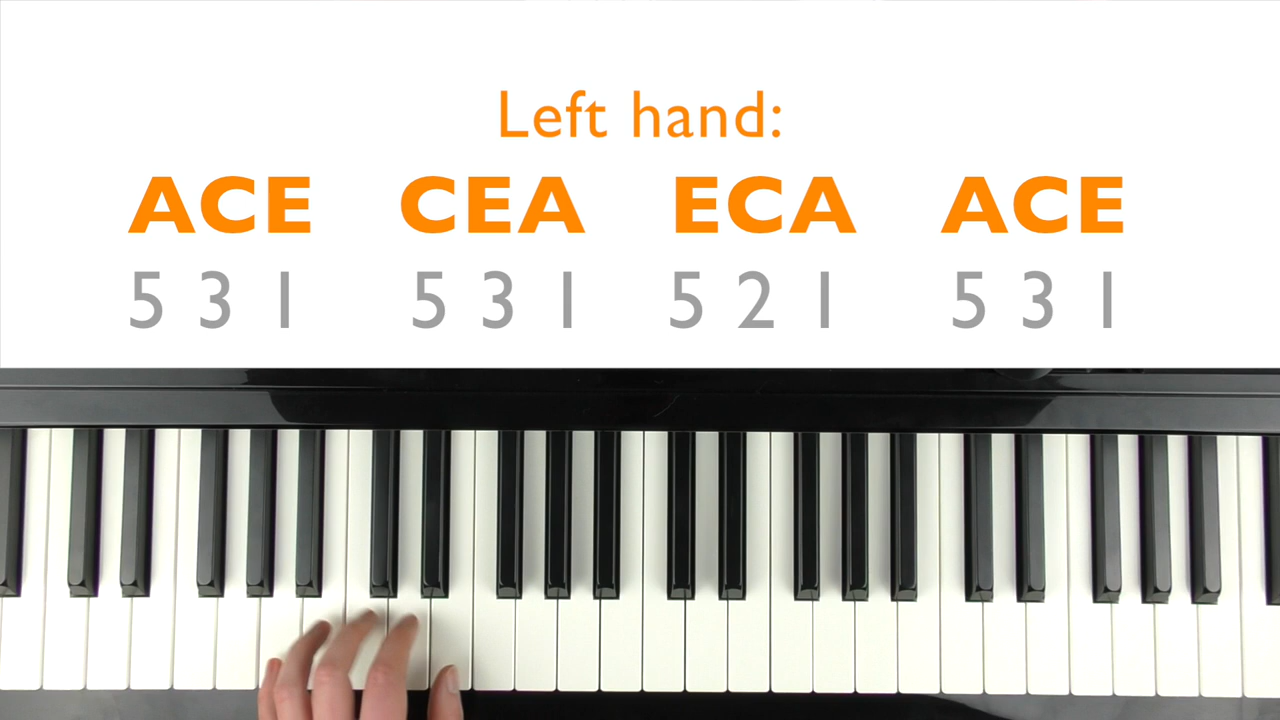 Left hand:
ACE CEA ECA ACE
5 3 1 5 3 1 5 2 1 5 3 1